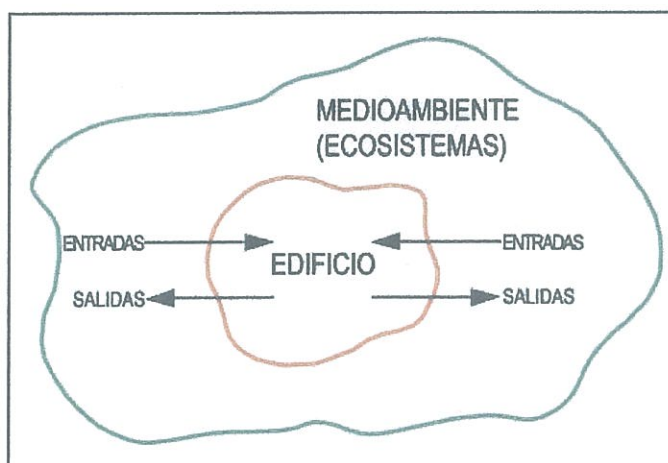 MEDIOAMBIENTE
(ECOSISTEMAS)
ENTRADAS
ENTRADAS
EDIFICIO
SALIDAS
SALIDAS